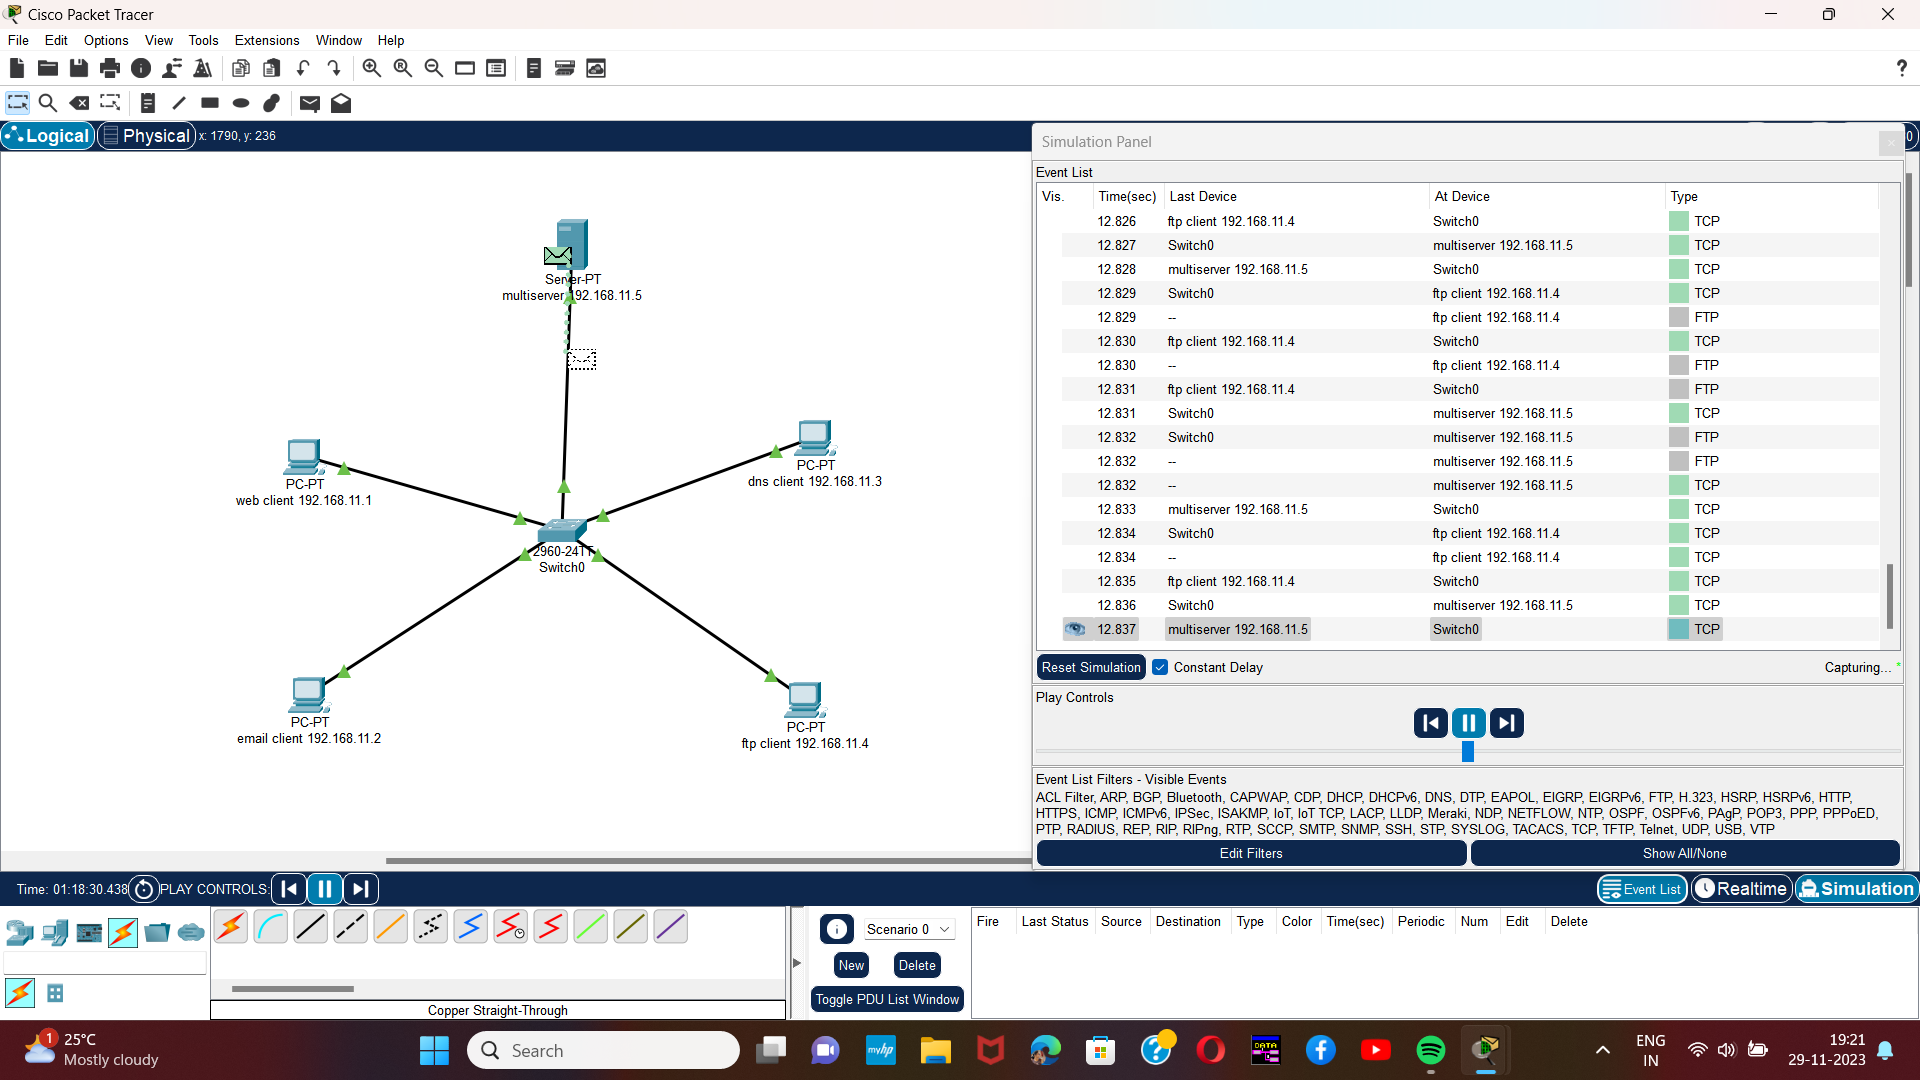 Cisco Packet Tracer
File Edit Options View Tools Extensions Window Help
?
Logical Physical x: 1790, y: 236
Server-PT
multiserver 192.168.11.5
PC-PT
web client 192.168.11.1
PC-PT
dns client 192.168.11.3
2960-24TT
Switch0
PC-PT
email client 192.168.11.2
PC-PT
ftp client 192.168.11.4
Simulation Panel
Event List
Vis. Time(sec) Last Device At Device Type
12.826 ftp client 192.168.11.4 Switch0 TCP
12.827 Switch0 multiserver 192.168.11.5 TCP
12.828 multiserver 192.168.11.5 Switch0 TCP
12.829 Switch0 ftp client 192.168.11.4 TCP
12.829 -- ftp client 192.168.11.4 FTP
12.830 ftp client 192.168.11.4 Switch0 TCP
12.830 -- ftp client 192.168.11.4 FTP
12.831 ftp client 192.168.11.4 Switch0 FTP
12.831 Switch0 multiserver 192.168.11.5 TCP
12.832 Switch0 multiserver 192.168.11.5 FTP
12.832 -- multiserver 192.168.11.5 FTP
12.832 -- multiserver 192.168.11.5 TCP
12.833 multiserver 192.168.11.5 Switch0 TCP
12.834 Switch0 ftp client 192.168.11.4 TCP
12.834 -- ftp client 192.168.11.4 TCP
12.835 ftp client 192.168.11.4 Switch0 TCP
12.836 Switch0 multiserver 192.168.11.5 TCP
12.837 multiserver 192.168.11.5 Switch0 TCP
Reset Simulation Constant Delay Capturing...
Play Controls
Event List Filters - Visible Events
ACL Filter, ARP, BGP, Bluetooth, CAPWAP, CDP, DHCP, DHCPv6, DNS, DTP, EAPOL, EIGRP, EIGRPv6, FTP, H.323, HSRP, HSRPv6, HTTP,
HTTPS, ICMP, ICMPv6, IPSec, ISAKMP, IoT, IoT TCP, LACP, LLDP, Meraki, NDP, NETFLOW, NTP, OSPF, OSPFv6, PAgP, POP3, PPP, PPPoED,
PTP, RADIUS, REP, RIP, RIPng, RTP, SCCP, SMTP, SNMP, SSH, STP, SYSLOG, TACACS, TCP, TFTP, Telnet, UDP, USB, VTP
Edit Filters Show All/None
Time: 01:18:30.438 PLAY CONTROLS:
Event List Realtime Simulation
Copper Straight-Through
Scenario 0
New Delete
Toggle PDU List Window
Fire Last Status Source Destination Type Color Time(sec) Periodic Num Edit Delete
1
25°C
Mostly cloudy
Search
myhp
DATA
ENG
IN
19:21
29-11-2023